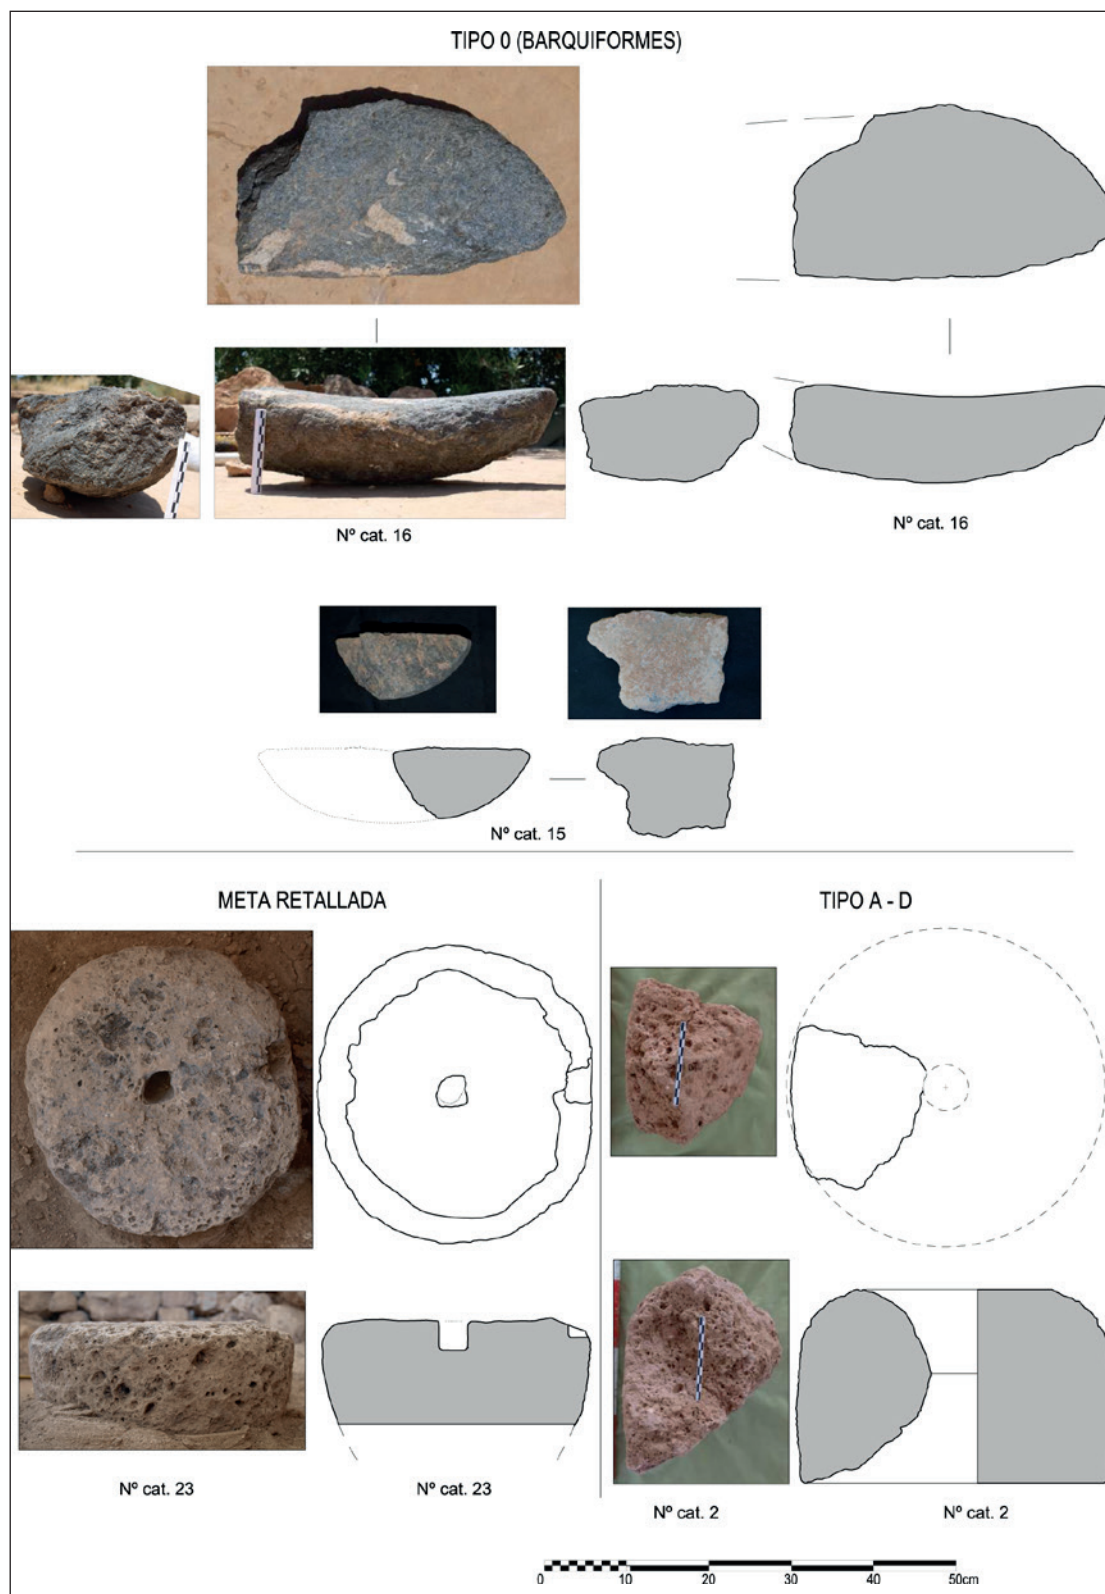 TIPO 0 (BARQUIFORMES)
Nº cat. 16
Nº cat. 16
Nº cat. 15
META RETALLADA
TIPO A - D
Nº cat. 23
Nº cat. 23
Nº cat. 2
Nº cat. 2
0 10 20 30 40 50cm